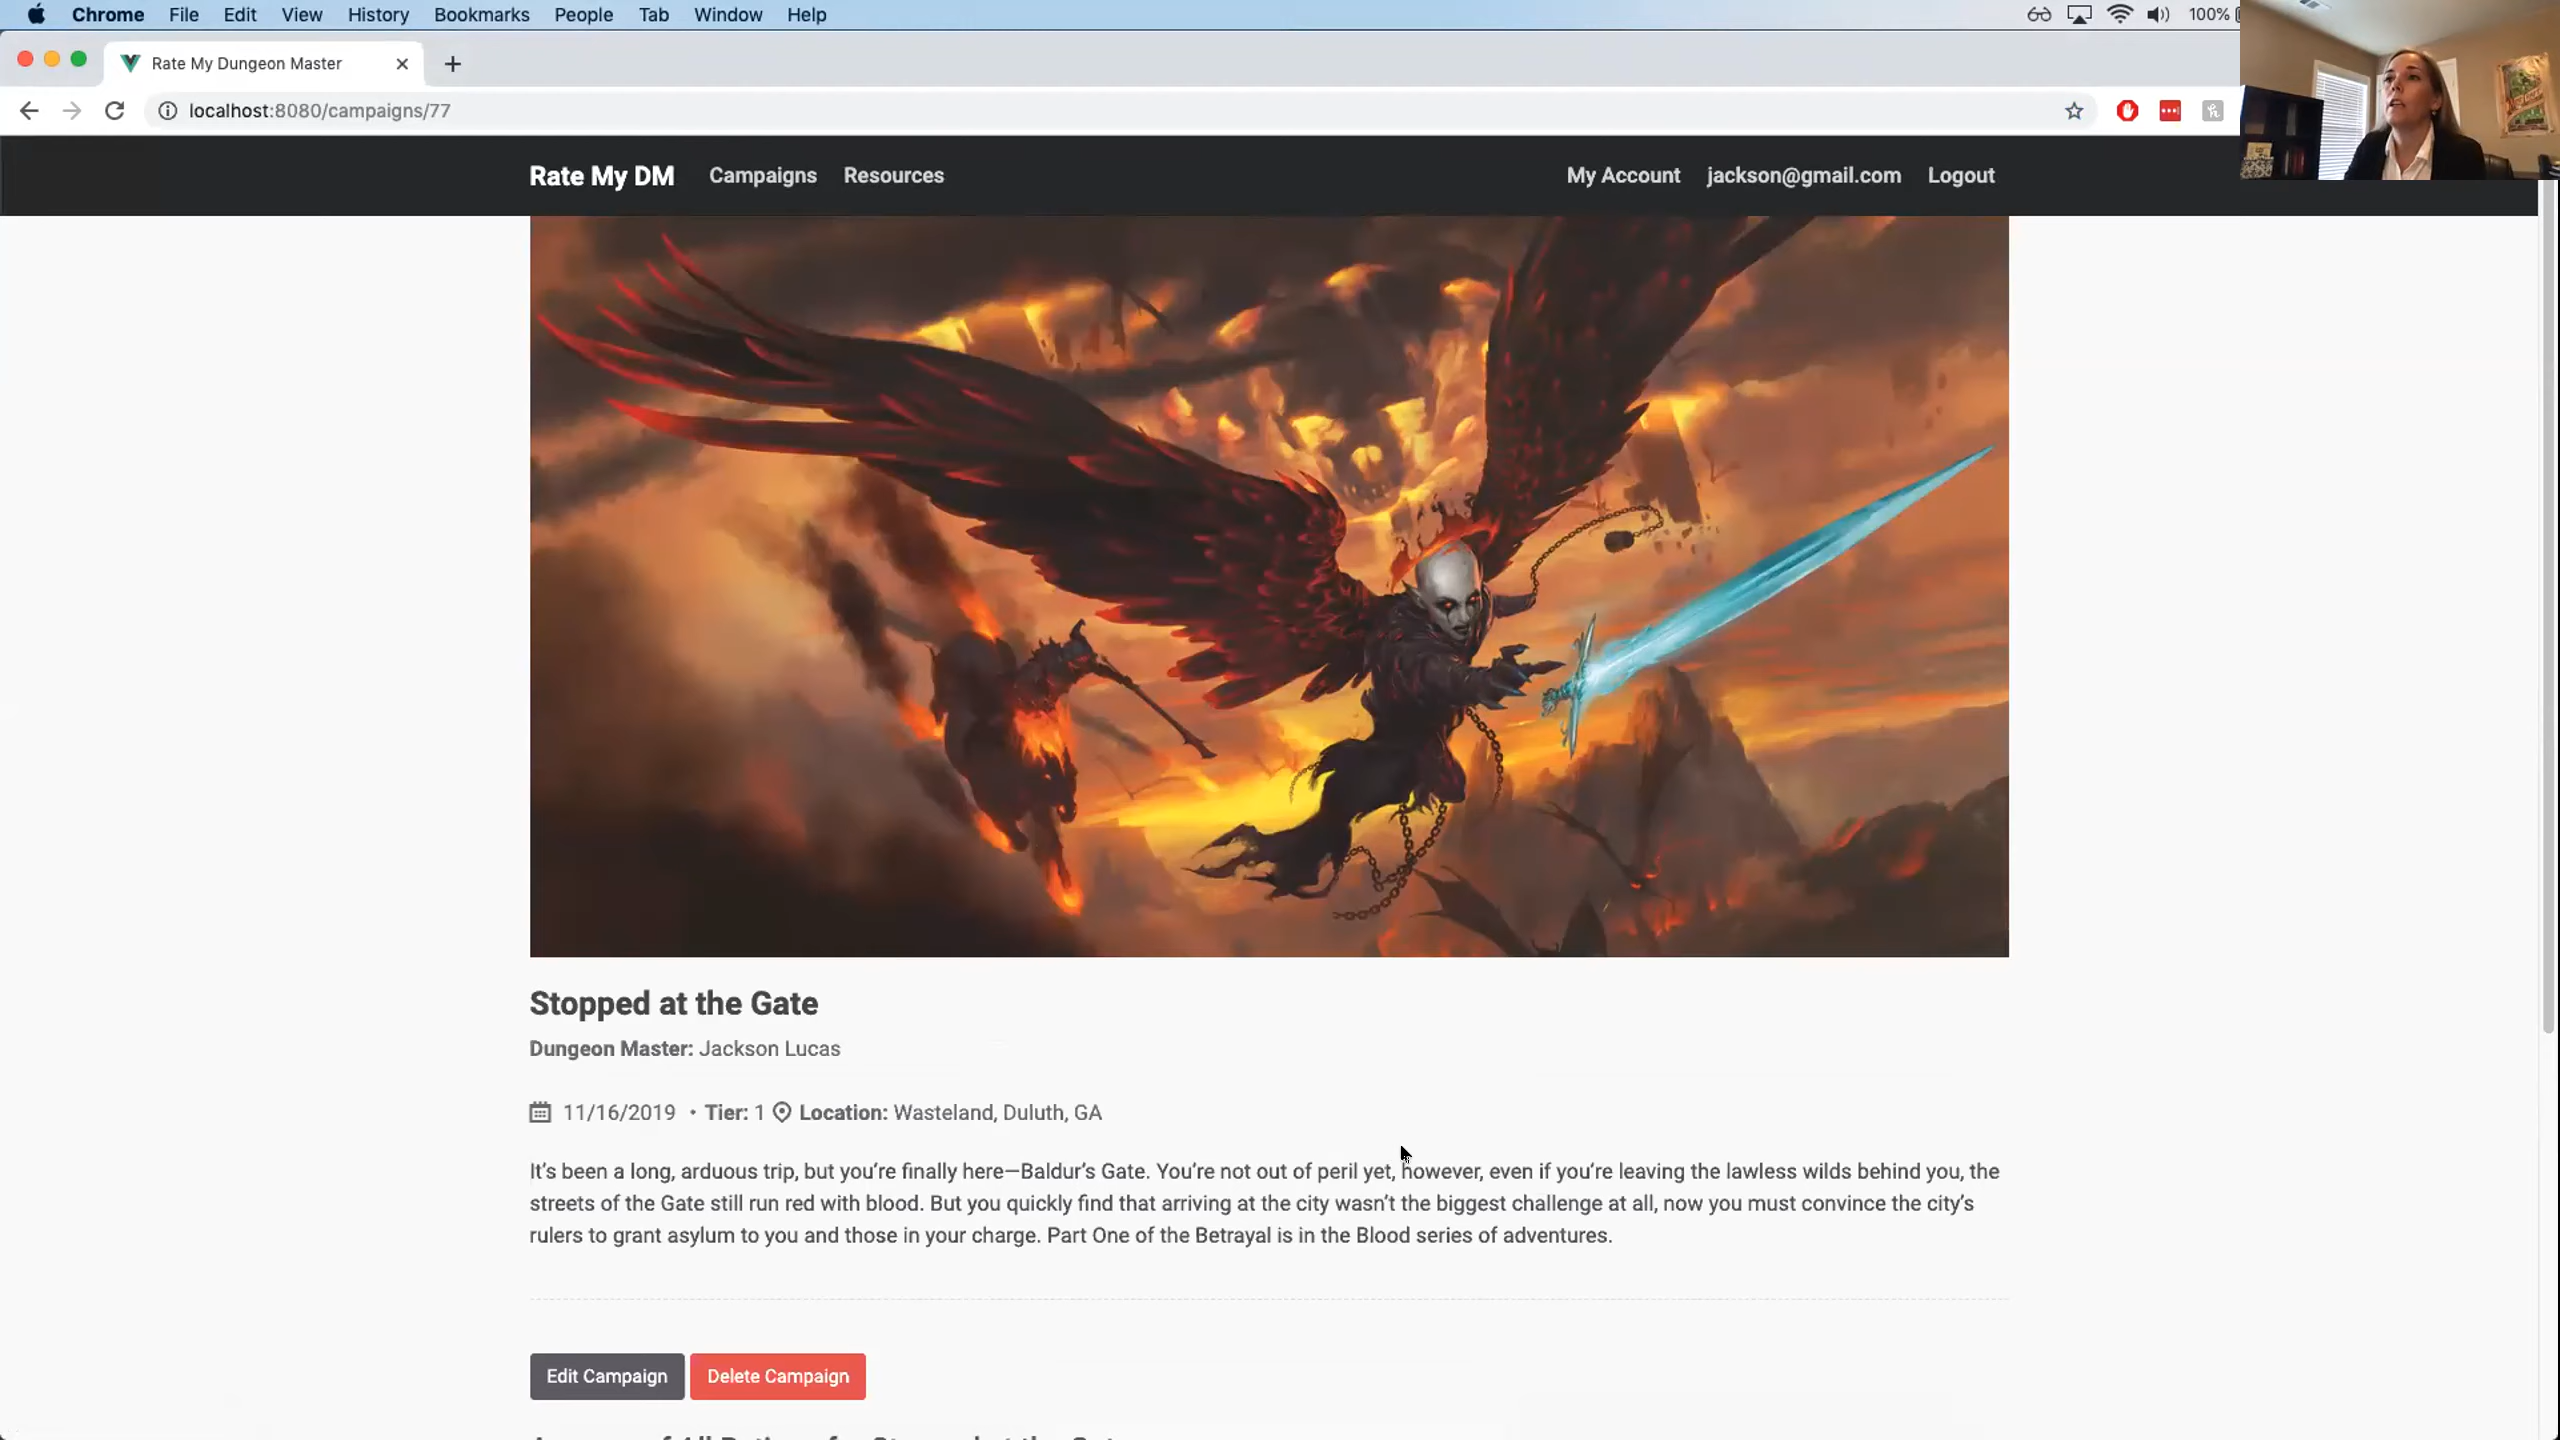 Chrome File Edit View History Bookmarks People Tab Window Help 100%
Rate My Dungeon Master
localhost:8080/campaigns/77
Rate My DM Campaigns Resources My Account jackson@gmail.com Logout
Stopped at the Gate
Dungeon Master: Jackson Lucas
11/16/2019 • Tier: 1 Location: Wasteland, Duluth, GA
It's been a long, arduous trip, but you're finally here—Baldur's Gate. You're not out of peril yet, however, even if you're leaving the lawless wilds behind you, the
streets of the Gate still run red with blood. But you quickly find that arriving at the city wasn't the biggest challenge at all, now you must convince the city's
rulers to grant asylum to you and those in your charge. Part One of the Betrayal is in the Blood series of adventures.
Edit Campaign Delete Campaign